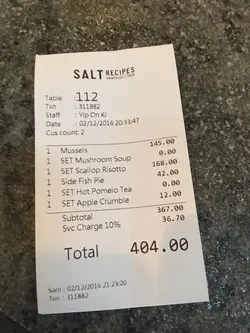 SALT RECIPES
Table : 112
Txn : 311882
Staff : Yip On Ki
Date : 02/12/2016 20:33:47
Cus count: 2
1 Mussels 145.00
1 SET Mushroom Soup 0.00
1 SET Scallop Risotto 168.00
1 Side Fish Pie 42.00
1 SET Hot Pomelo Tea 0.00
1 SET Apple Crumble 12.00
Subtotal 367.00
Svc Charge 10% 36.70
Total 404.00
Sam : 02/12/2016 21:23:20
Txn : 311882